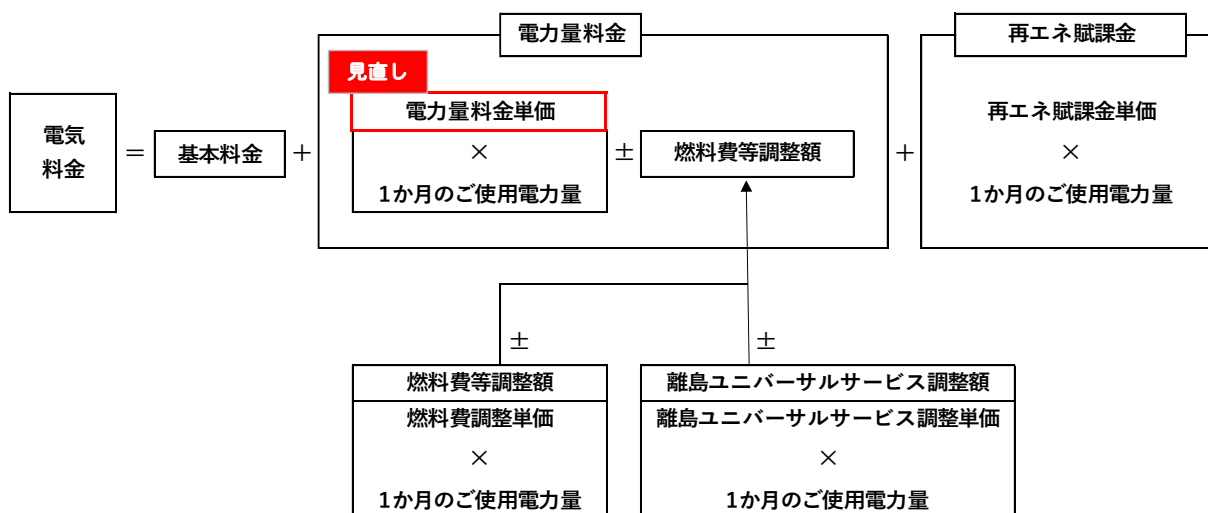 電力量料金
再エネ賦課金
見直し
電気
料金
＝
基本料金
＋
電力量料金単価
×
1か月のご使用電力量
±
燃料費等調整額
＋
再エネ賦課金単価
×
1か月のご使用電力量
±
燃料費等調整額
燃料費調整単価
×
1か月のご使用電力量
±
離島ユニバーサルサービス調整額
離島ユニバーサルサービス調整単価
×
1か月のご使用電力量